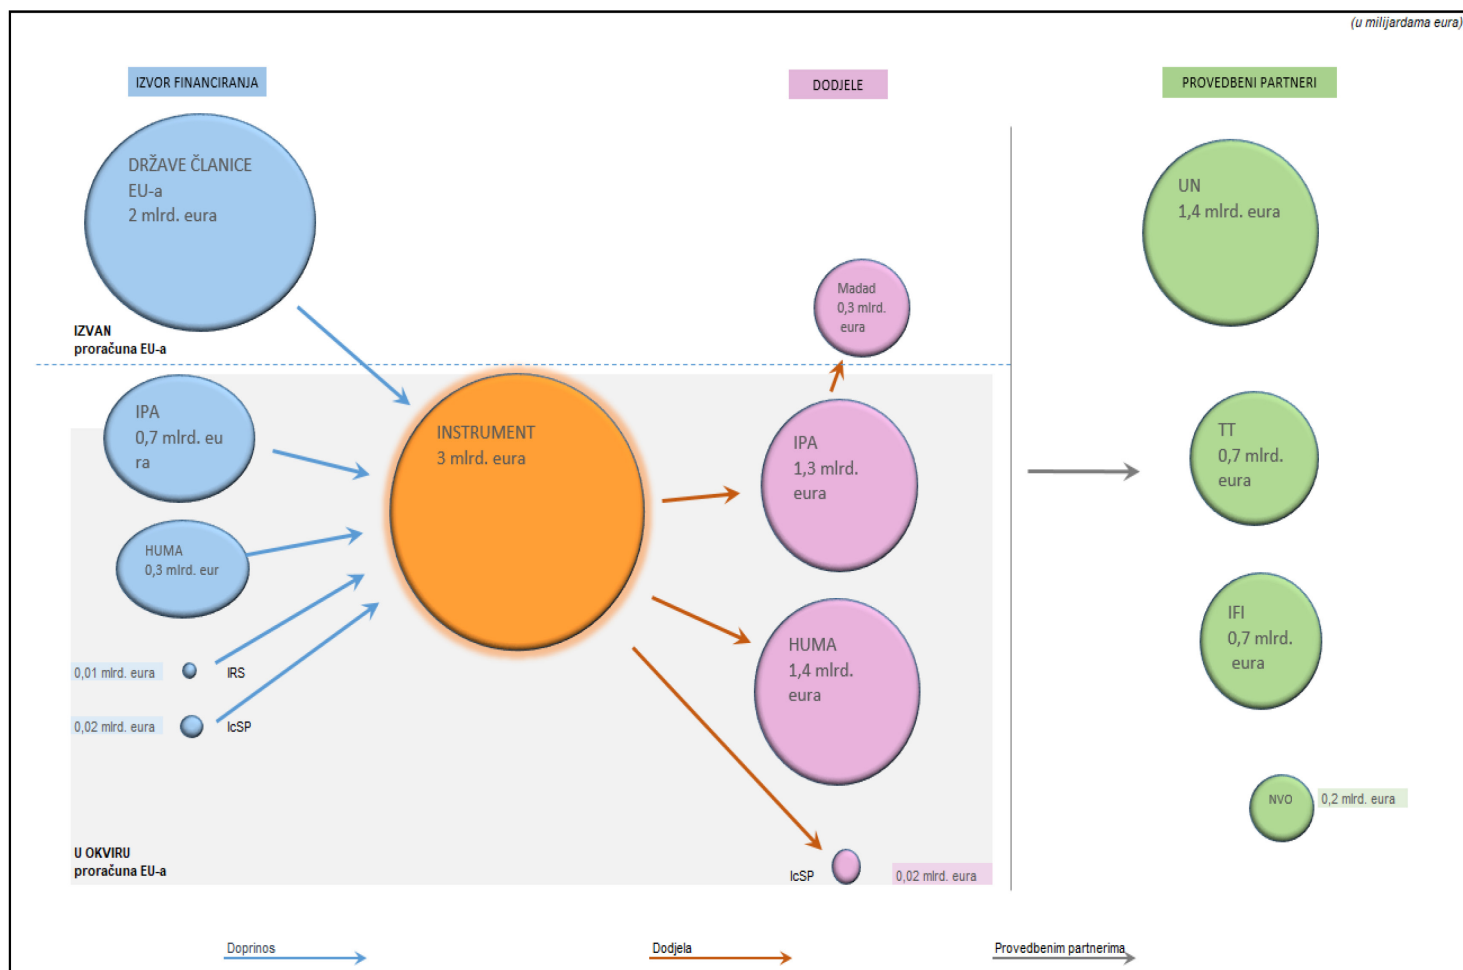 (u milijardama eura)
IZVOR FINANCIRANJA
DODJELE
PROVEDBENI PARTNERI
DRŽAVE ČLANICE
EU-a
2 mlrd. eura
UN
1,4 mlrd. eura
Madad
0,3 mlrd.
eura
IZVAN
proračuna EU-a
IPA
0,7 mlrd. eu
ra
INSTRUMENT
3 mlrd. eura
IPA
1,3 mlrd.
eura
TT
0,7 mlrd.
eura
HUMA
0,3 mlrd. eur
HUMA
1,4 mlrd.
eura
IFI
0,7 mlrd.
eura
0,01 mlrd. eura
IRS
0,02 mlrd. eura
IcSP
NVO
0,2 mlrd. eura
U OKVIRU
proračuna EU-a
IcSP
0,02 mlrd. eura
Doprinos
Dodjela
Provedbenim partnerima